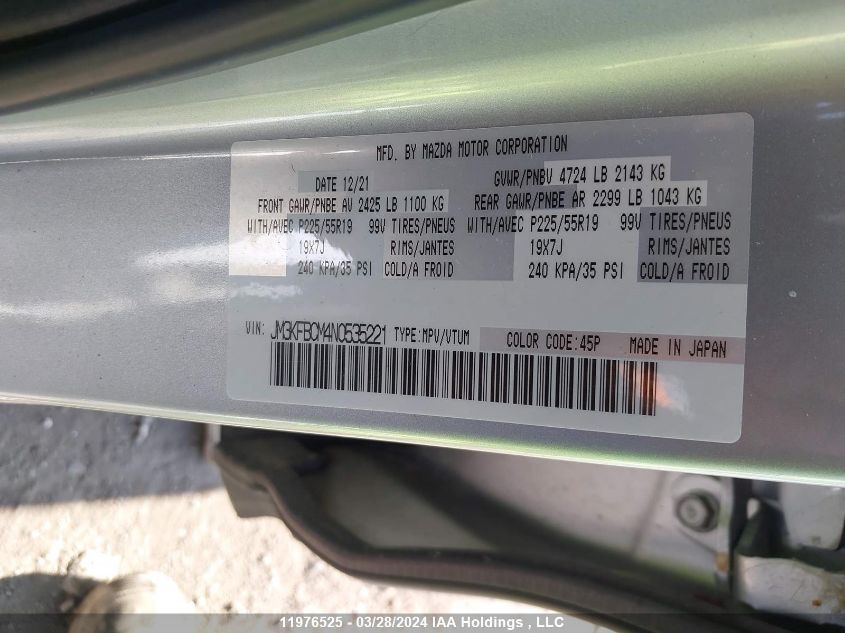 MFD. BY MAZDA MOTOR CORPORATION
DATE 12/21 GVWR/PNBV 4724 LB 2143 KG
FRONT GAWR/PNBE AV 2425 LB 1100 KG REAR GAWR/PNBE AR 2299 LB 1043 KG
WITH/AVEC P225/55R19 99V TIRES/PNEUS WITH/AVEC P225/55R19 99V TIRES/PNEUS
19X7J RIMS/JANTES 19X7J RIMS/JANTES
240 KPA/35 PSI COLD/A FROID 240 KPA/35 PSI COLD/A FROID
VIN: JM3KFBCM4N0535221 TYPE:MPV/VTUM COLOR CODE:45P MADE IN JAPAN
11976525 - 03/28/2024 IAA Holdings , LLC